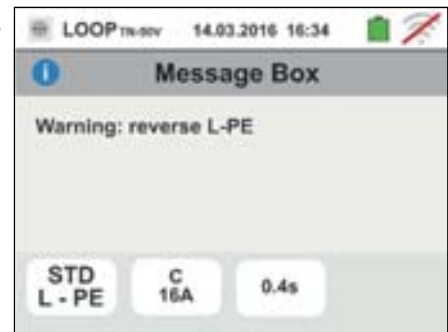 LOOP TN-50V 14.03.2016 16:34
i Message Box
Warning: reverse L-PE
STD C 0.4s
L - PE 16A